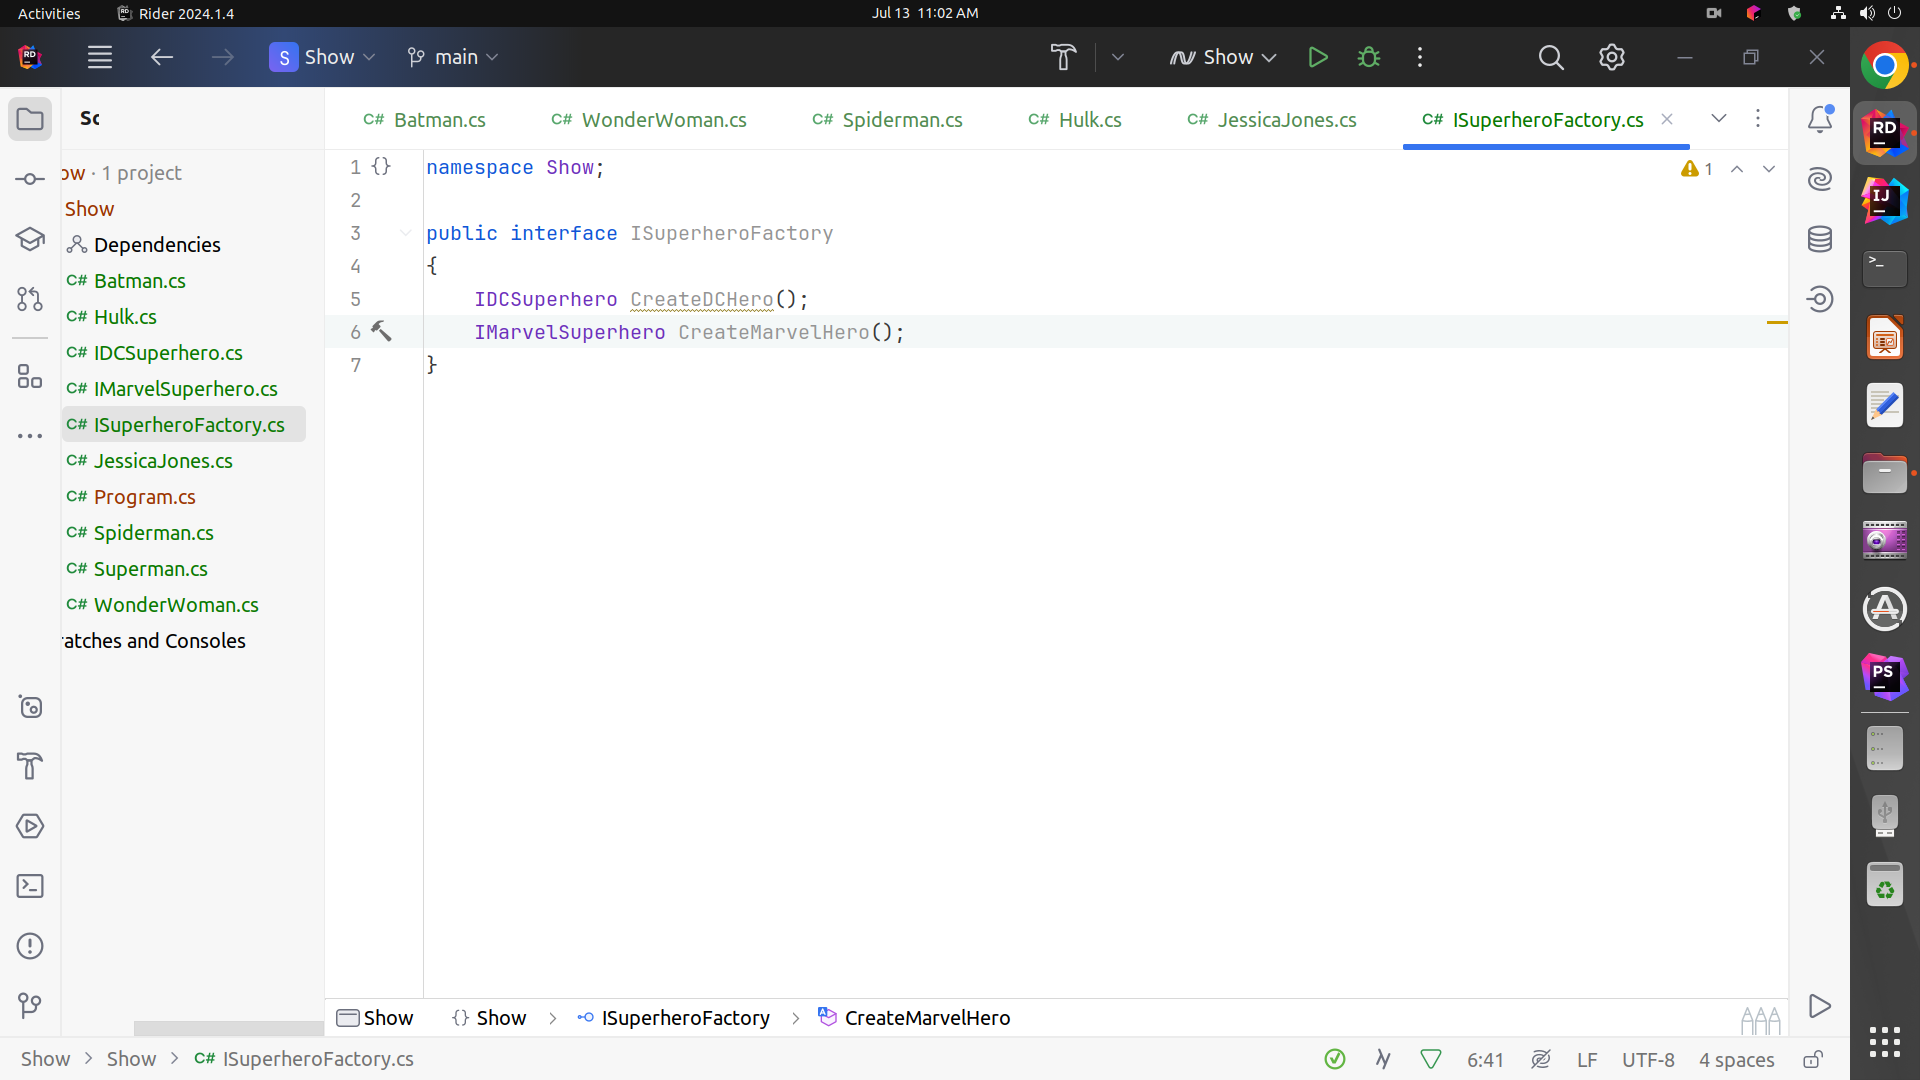 Activities Rider 2024.1.4 Jul 13 11:02 AM
S Show main Show
So
C# Batman.cs C# WonderWoman.cs C# Spiderman.cs C# Hulk.cs C# JessicaJones.cs C# ISuperheroFactory.cs
ow · 1 project
Show
Dependencies
C# Batman.cs
C# Hulk.cs
C# IDCSuperhero.cs
C# IMarvelSuperhero.cs
C# ISuperheroFactory.cs
C# JessicaJones.cs
C# Program.cs
C# Spiderman.cs
C# Superman.cs
C# WonderWoman.cs
ratches and Consoles
1 {} namespace Show;
2
3 public interface ISuperheroFactory
4 {
5 IDCSuperhero CreateDCHero();
6 IMarvelSuperhero CreateMarvelHero();
7 }
1
RD
IJ
>_
PS
Show {} Show > ISuperheroFactory > CreateMarvelHero
Show > Show > C# ISuperheroFactory.cs 6:41 LF UTF-8 4 spaces